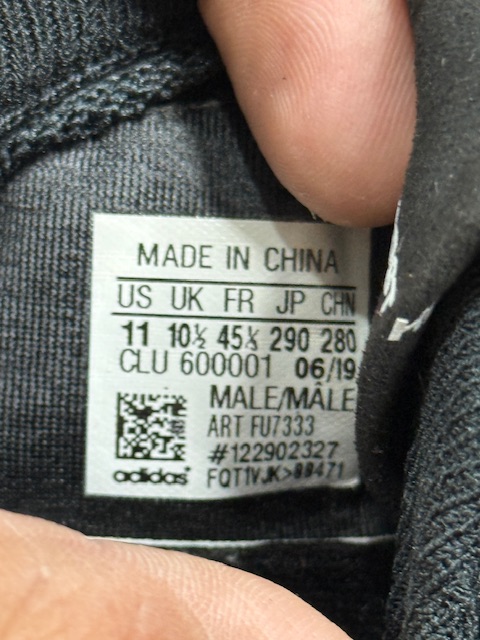 MADE IN CHINA
US UK FR JP CHN
11 10½ 45⅓ 290 280
CLU 600001 06/19
MALE/MÂLE
ART FU7333
#122902327
adidas FQT1VJK>